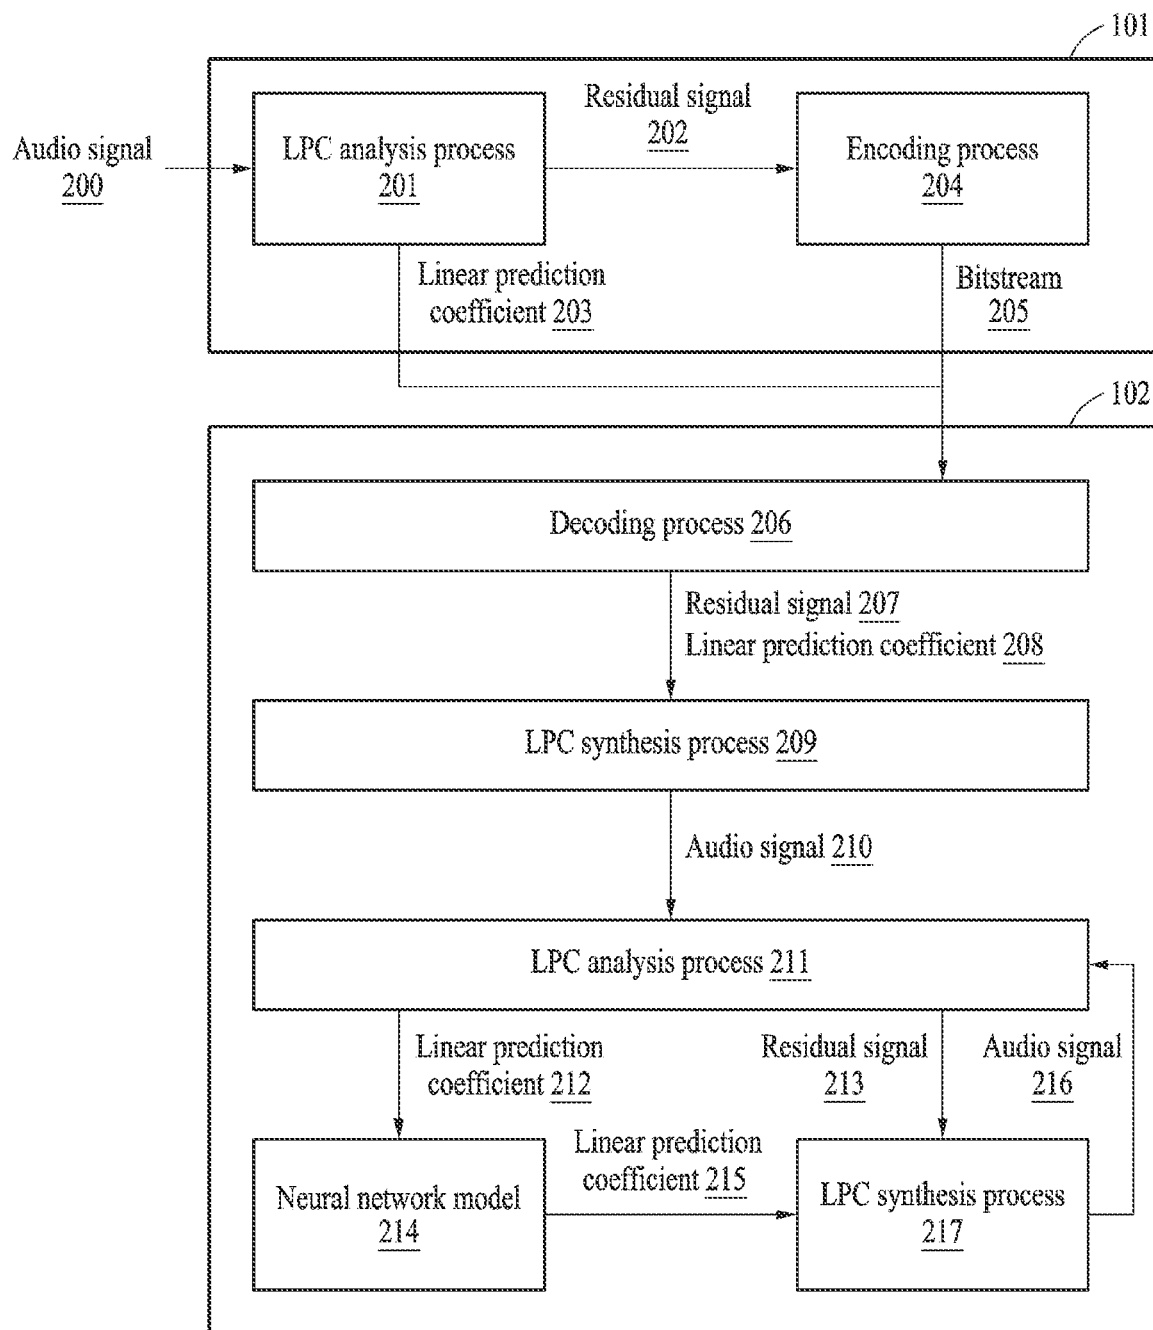 101
Audio signal
200
LPC analysis process
201
Residual signal
202
Encoding process
204
Linear prediction
coefficient 203
Bitstream
205
102
Decoding process 206
Residual signal 207
Linear prediction coefficient 208
LPC synthesis process 209
Audio signal 210
LPC analysis process 211
Linear prediction
coefficient 212
Residual signal
213
Audio signal
216
Neural network model
214
Linear prediction
coefficient 215
LPC synthesis process
217